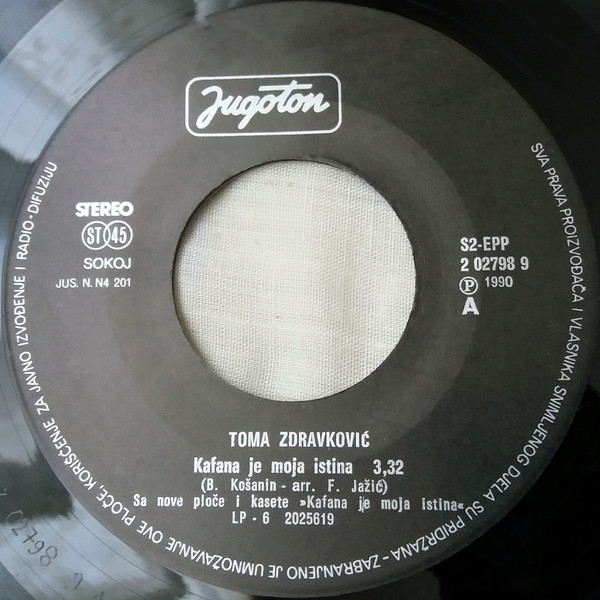 Jugoton
STEREO
ST 45
SOKOJ
JUS. N. N4 201
S2-EPP
2 02798 9
Ⓟ 1990
A
TOMA ZDRAVKOVIĆ
Kafana je moja istina 3,32
(B. Košanin - arr. F. Jažić)
Sa nove ploče i kasete »Kafana je moja istina«
LP - 6 2025619
SVA PRAVA PROIZVOĐAČA I VLASNIKA SNIMLJENOG DJELA SU PRIDRŽANA - ZABRANJENO JE UMNOŽAVANJE OVE PLOČE, KORIŠĆENJE ZA JAVNO IZVOĐENJE I RADIO-DIFUZIJU